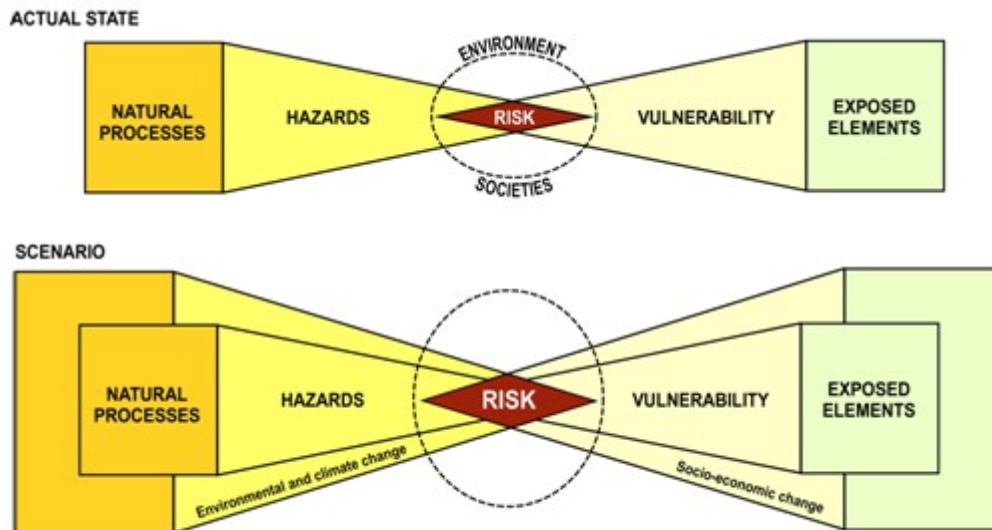 ACTUAL STATE
ENVIRONMENT
NATURAL
PROCESSES
HAZARDS
RISK
VULNERABILITY
EXPOSED
ELEMENTS
SOCIETIES
SCENARIO
NATURAL
PROCESSES
HAZARDS
RISK
VULNERABILITY
EXPOSED
ELEMENTS
Environmental and climate change
Socio-economic change